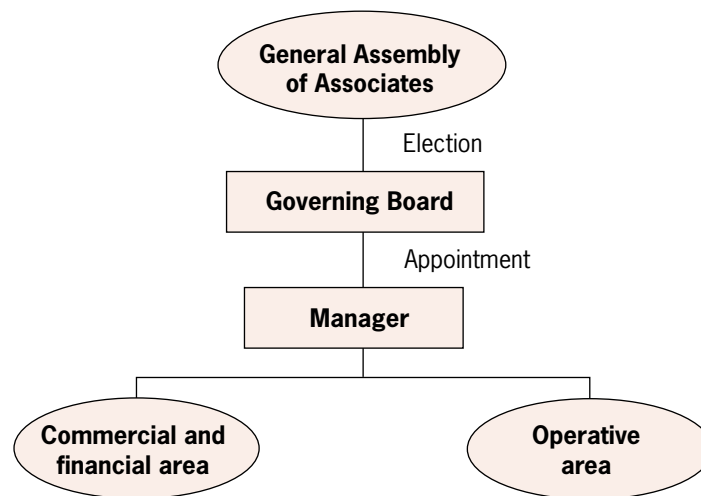 General Assembly
of Associates
Election
Governing Board
Appointment
Manager
Commercial and
financial area
Operative
area